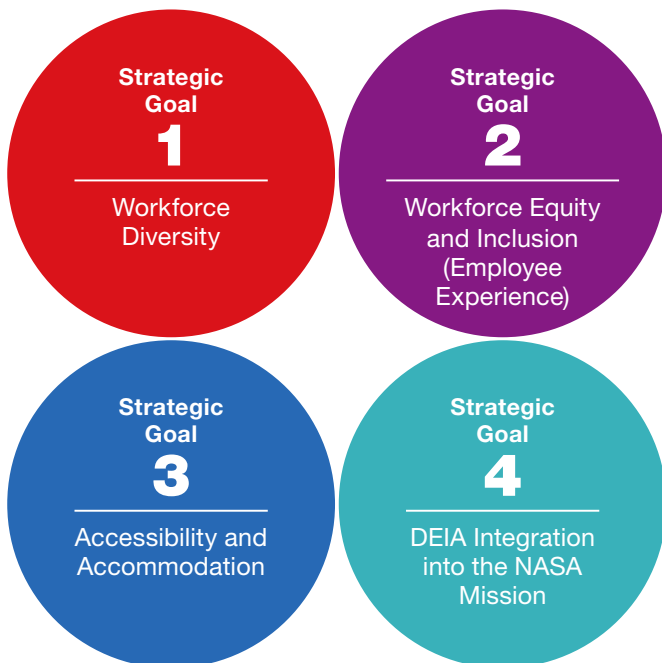 Strategic
Goal
1
Workforce
Diversity
Strategic
Goal
2
Workforce Equity
and Inclusion
(Employee
Experience)
Strategic
Goal
3
Accessibility and
Accommodation
Strategic
Goal
4
DEIA Integration
into the NASA
Mission